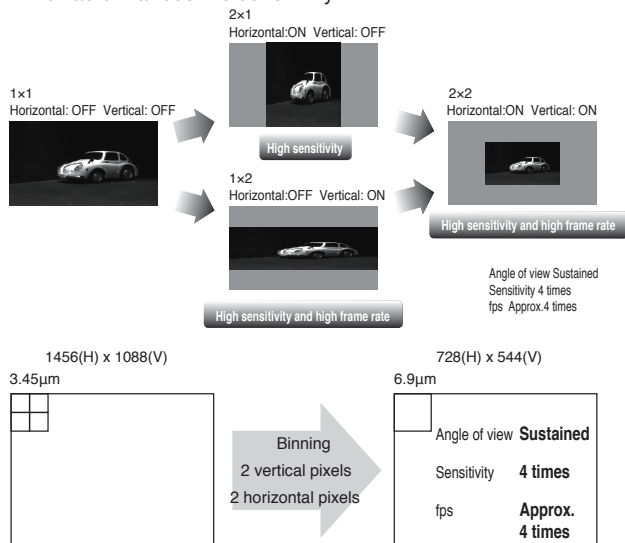 2×1
Horizontal:ON Vertical: OFF
1×1
Horizontal: OFF Vertical: OFF
High sensitivity
2×2
Horizontal:ON Vertical: ON
1×2
Horizontal:OFF Vertical: ON
High sensitivity and high frame rate
High sensitivity and high frame rate
Angle of view Sustained
Sensitivity 4 times
fps Approx.4 times
1456(H) x 1088(V)
3.45µm
Binning
2 vertical pixels
2 horizontal pixels
728(H) x 544(V)
6.9µm
Angle of view Sustained
Sensitivity 4 times
fps Approx.
4 times